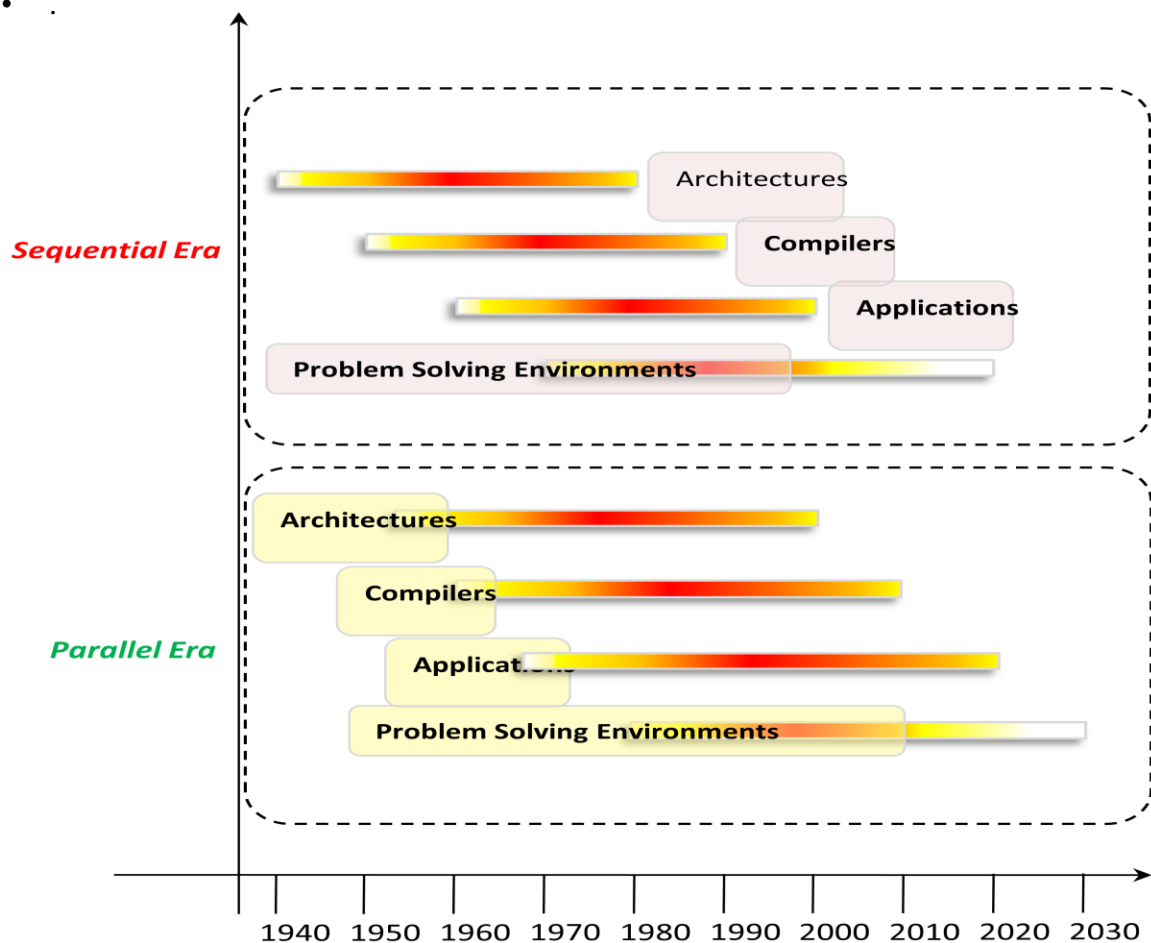 Architectures
Sequential Era
Compilers
Applications
Problem Solving Environments
Architectures
Compilers
Parallel Era
Applications
Problem Solving Environments
1940 1950 1960 1970 1980 1990 2000 2010 2020 2030